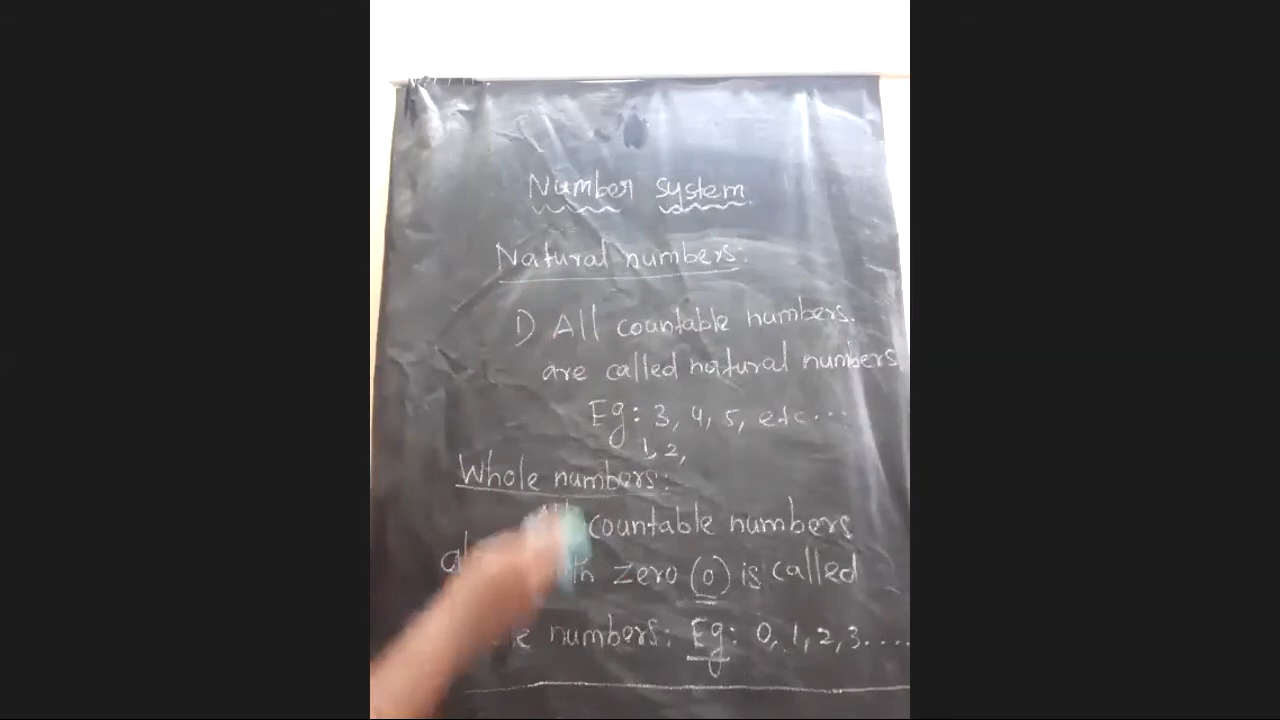 Number system
Natural numbers:
1) All countable numbers.
are called natural numbers.
Eg: 3, 4, 5, etc...
1, 2,
Whole numbers:
countable numbers
zero (0) is called
numbers: Eg: 0, 1, 2, 3....